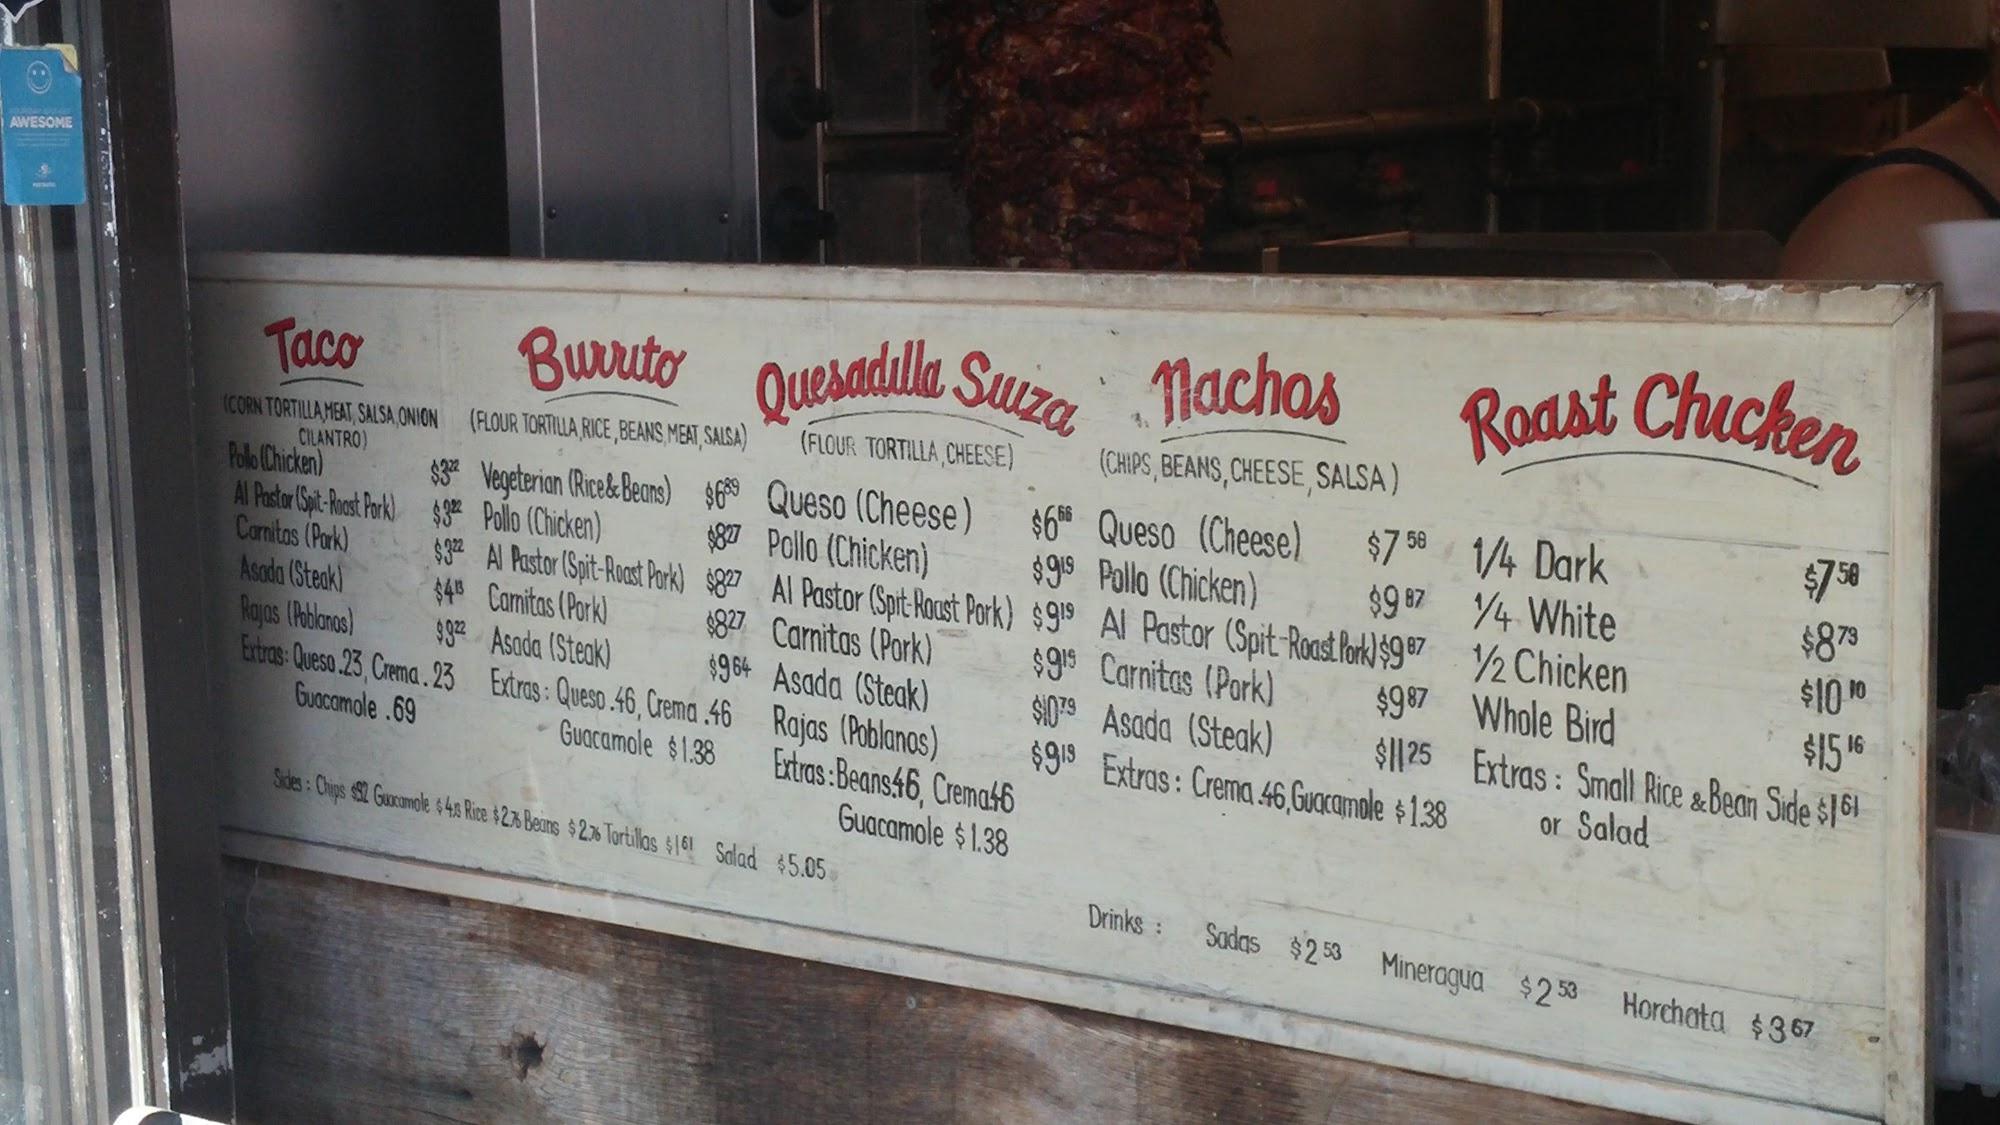 AWESOME
Taco
(CORN TORTILLA, MEAT, SALSA, ONION
CILANTRO)
Pollo (Chicken) $3 22
Al Pastor (Spit-Roast Pork) $3 22
Carnitas (Pork) $3 22
Asada (Steak) $4 13
Rajas (Poblanos) $3 22
Extras: Queso .23, Crema .23
Guacamole .69
Burrito
(FLOUR TORTILLA, RICE, BEANS, MEAT, SALSA)
Vegeterian (Rice & Beans) $6 89
Pollo (Chicken) $8 27
Al Pastor (Spit-Roast Pork) $8 27
Carnitas (Pork) $8 27
Asada (Steak) $9 64
Extras: Queso .46, Crema .46
Guacamole $1.38
Quesadilla Suiza
(FLOUR TORTILLA, CHEESE)
Queso (Cheese) $6 66
Pollo (Chicken) $9 19
Al Pastor (Spit-Roast Pork) $9 19
Carnitas (Pork) $9 19
Asada (Steak) $10 79
Rajas (Poblanos) $9 19
Extras: Beans .46, Crema .46
Guacamole $1.38
Nachos
(CHIPS, BEANS, CHEESE, SALSA)
Queso (Cheese) $7 58
Pollo (Chicken) $9 87
Al Pastor (Spit-Roast Pork) $9 87
Carnitas (Pork) $9 87
Asada (Steak) $11 25
Extras: Crema .46, Guacamole $1.38
Roast Chicken
1/4 Dark $7 58
1/4 White $8 73
1/2 Chicken $10 10
Whole Bird $15 16
Extras: Small Rice & Bean Side $1 61
or Salad
Sides: Chips $.92 Guacamole $4.13 Rice $2.76 Beans $2.76 Tortillas $1 61 Salad $5.05
Drinks: Sadas $2 53 Mineragua $2 53 Horchata $3 67